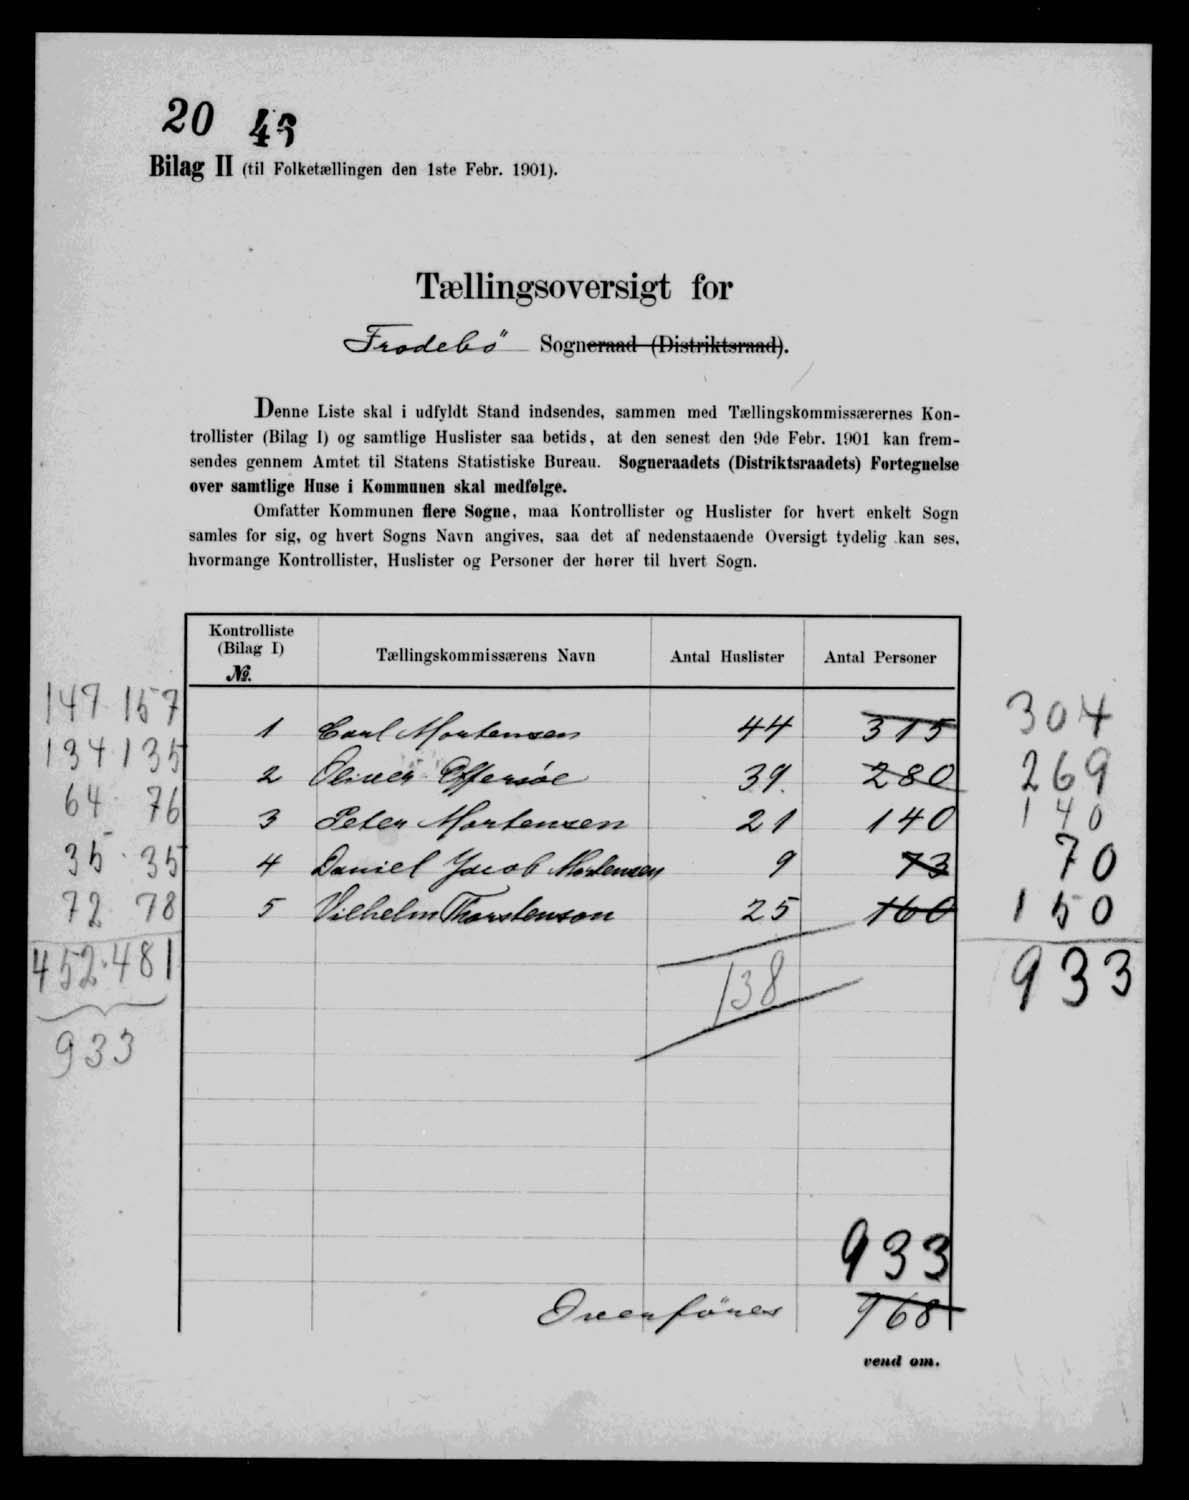 20 43
Bilag II (til Folketællingen den 1ste Febr. 1901).
Tællingsoversigt for
Frodebö Sogneraad (Distriktsraad).
Denne Liste skal i udfyldt Stand indsendes, sammen med Tællingskommissærernes Kon-
trollister (Bilag I) og samtlige Huslister saa betids, at den senest den 9de Febr. 1901 kan frem-
sendes gennem Amtet til Statens Statistiske Bureau. Sogneraadets (Distriktsraadets) Fortegnelse
over samtlige Huse i Kommunen skal medfølge.
Omfatter Kommunen flere Sogne, maa Kontrollister og Huslister for hvert enkelt Sogn
samles for sig, og hvert Sogns Navn angives, saa det af nedenstaaende Oversigt tydelig kan ses,
hvormange Kontrollister, Huslister og Personer der hører til hvert Sogn.
Kontrolliste (Bilag I) №. Tællingskommissærens Navn Antal Huslister Antal Personer
147 157 1 Carl Mortensen 44 315 304
134 135 2 Oliver Effersøe 39. 280 269
64 76 3 Peter Mortensen 21 140 140
35 35 4 Daniel Jacob Mortensen 9 73 70
72 78 5 Vilhelm Thorstenson 25 160 150
452 481 138 933
933
933
Overföres 968
vend om.